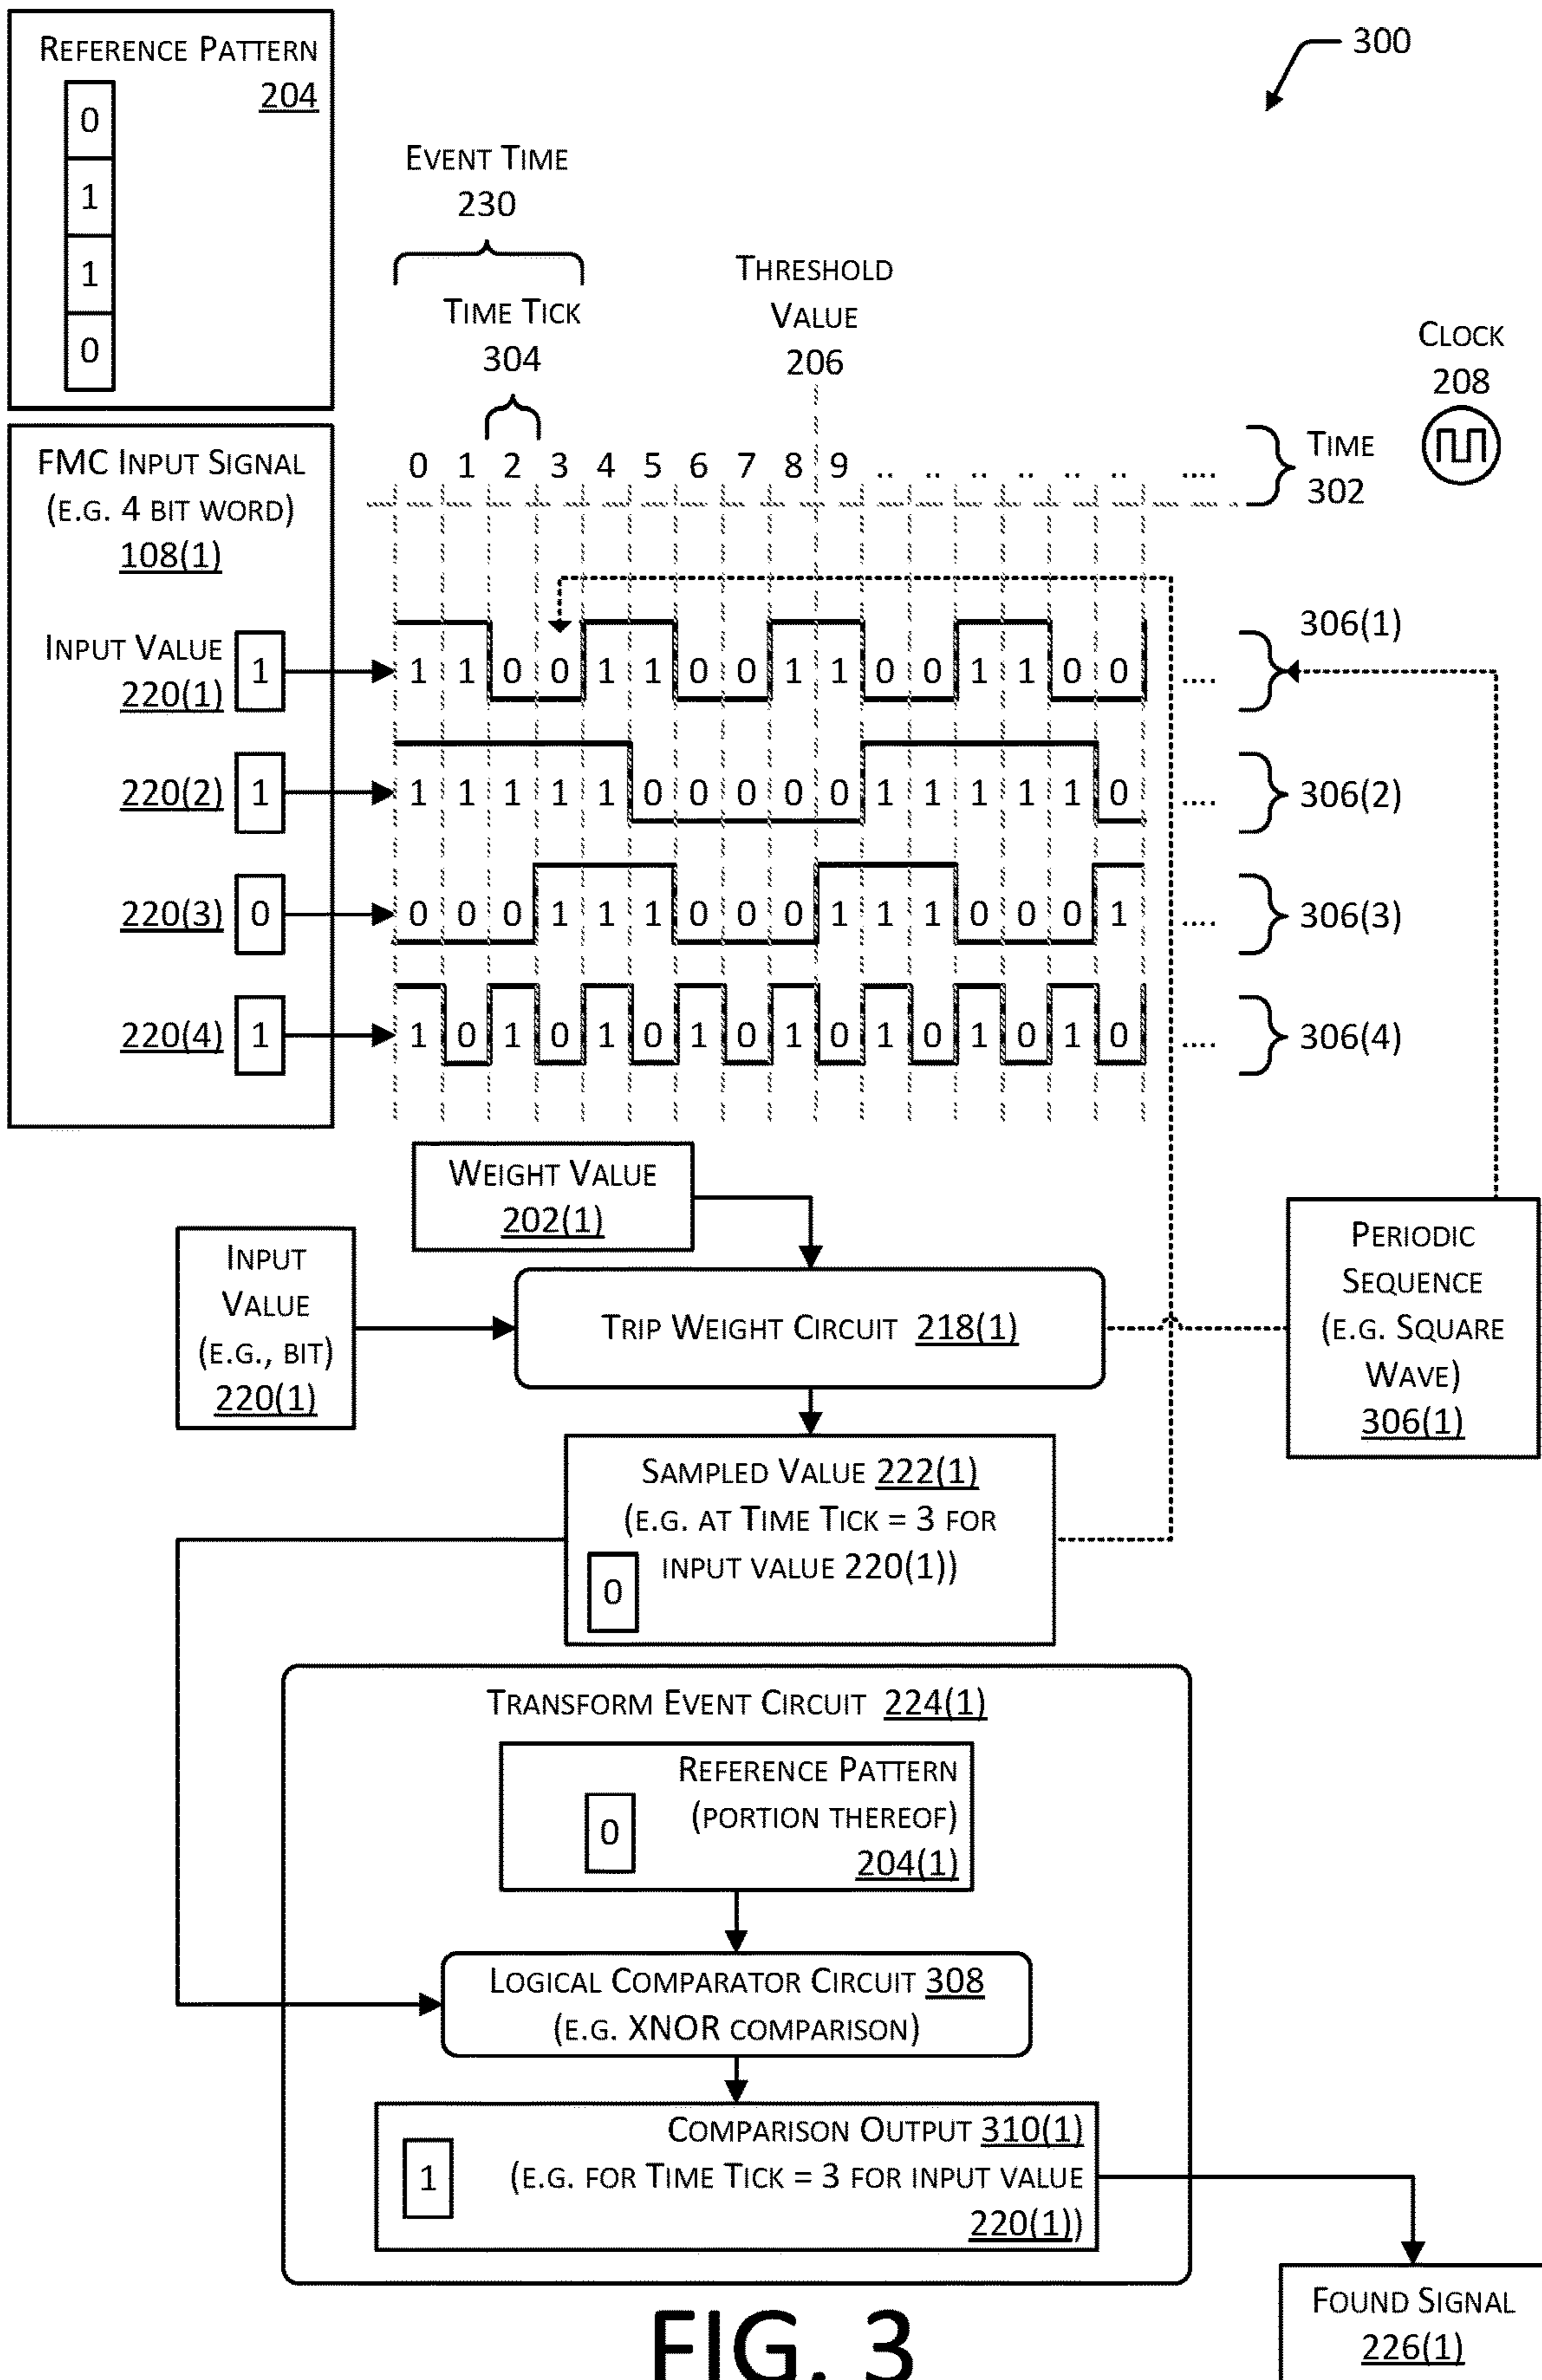 REFERENCE PATTERN
204
0
1
1
0
300
EVENT TIME
230
TIME TICK
304
THRESHOLD
VALUE
206
CLOCK
208
0 1 2 3 4 5 6 7 8 9 .. .. .. .. .. .. ....
TIME
302
FMC INPUT SIGNAL
(E.G. 4 BIT WORD)
108(1)
INPUT VALUE
220(1)
1
1 1 0 0 1 1 0 0 1 1 0 0 1 1 0 0 ....
306(1)
220(2)
1
1 1 1 1 1 0 0 0 0 0 1 1 1 1 1 0 ....
306(2)
220(3)
0
0 0 0 1 1 1 0 0 0 1 1 1 0 0 0 1 ....
306(3)
220(4)
1
1 0 1 0 1 0 1 0 1 0 1 0 1 0 1 0 ....
306(4)
WEIGHT VALUE
202(1)
INPUT
VALUE
(E.G., BIT)
220(1)
TRIP WEIGHT CIRCUIT 218(1)
PERIODIC
SEQUENCE
(E.G. SQUARE
WAVE)
306(1)
SAMPLED VALUE 222(1)
(E.G. AT TIME TICK = 3 FOR
INPUT VALUE 220(1))
0
TRANSFORM EVENT CIRCUIT 224(1)
REFERENCE PATTERN
(PORTION THEREOF)
204(1)
0
LOGICAL COMPARATOR CIRCUIT 308
(E.G. XNOR COMPARISON)
COMPARISON OUTPUT 310(1)
(E.G. FOR TIME TICK = 3 FOR INPUT VALUE
220(1))
1
FOUND SIGNAL
226(1)
FIG. 3